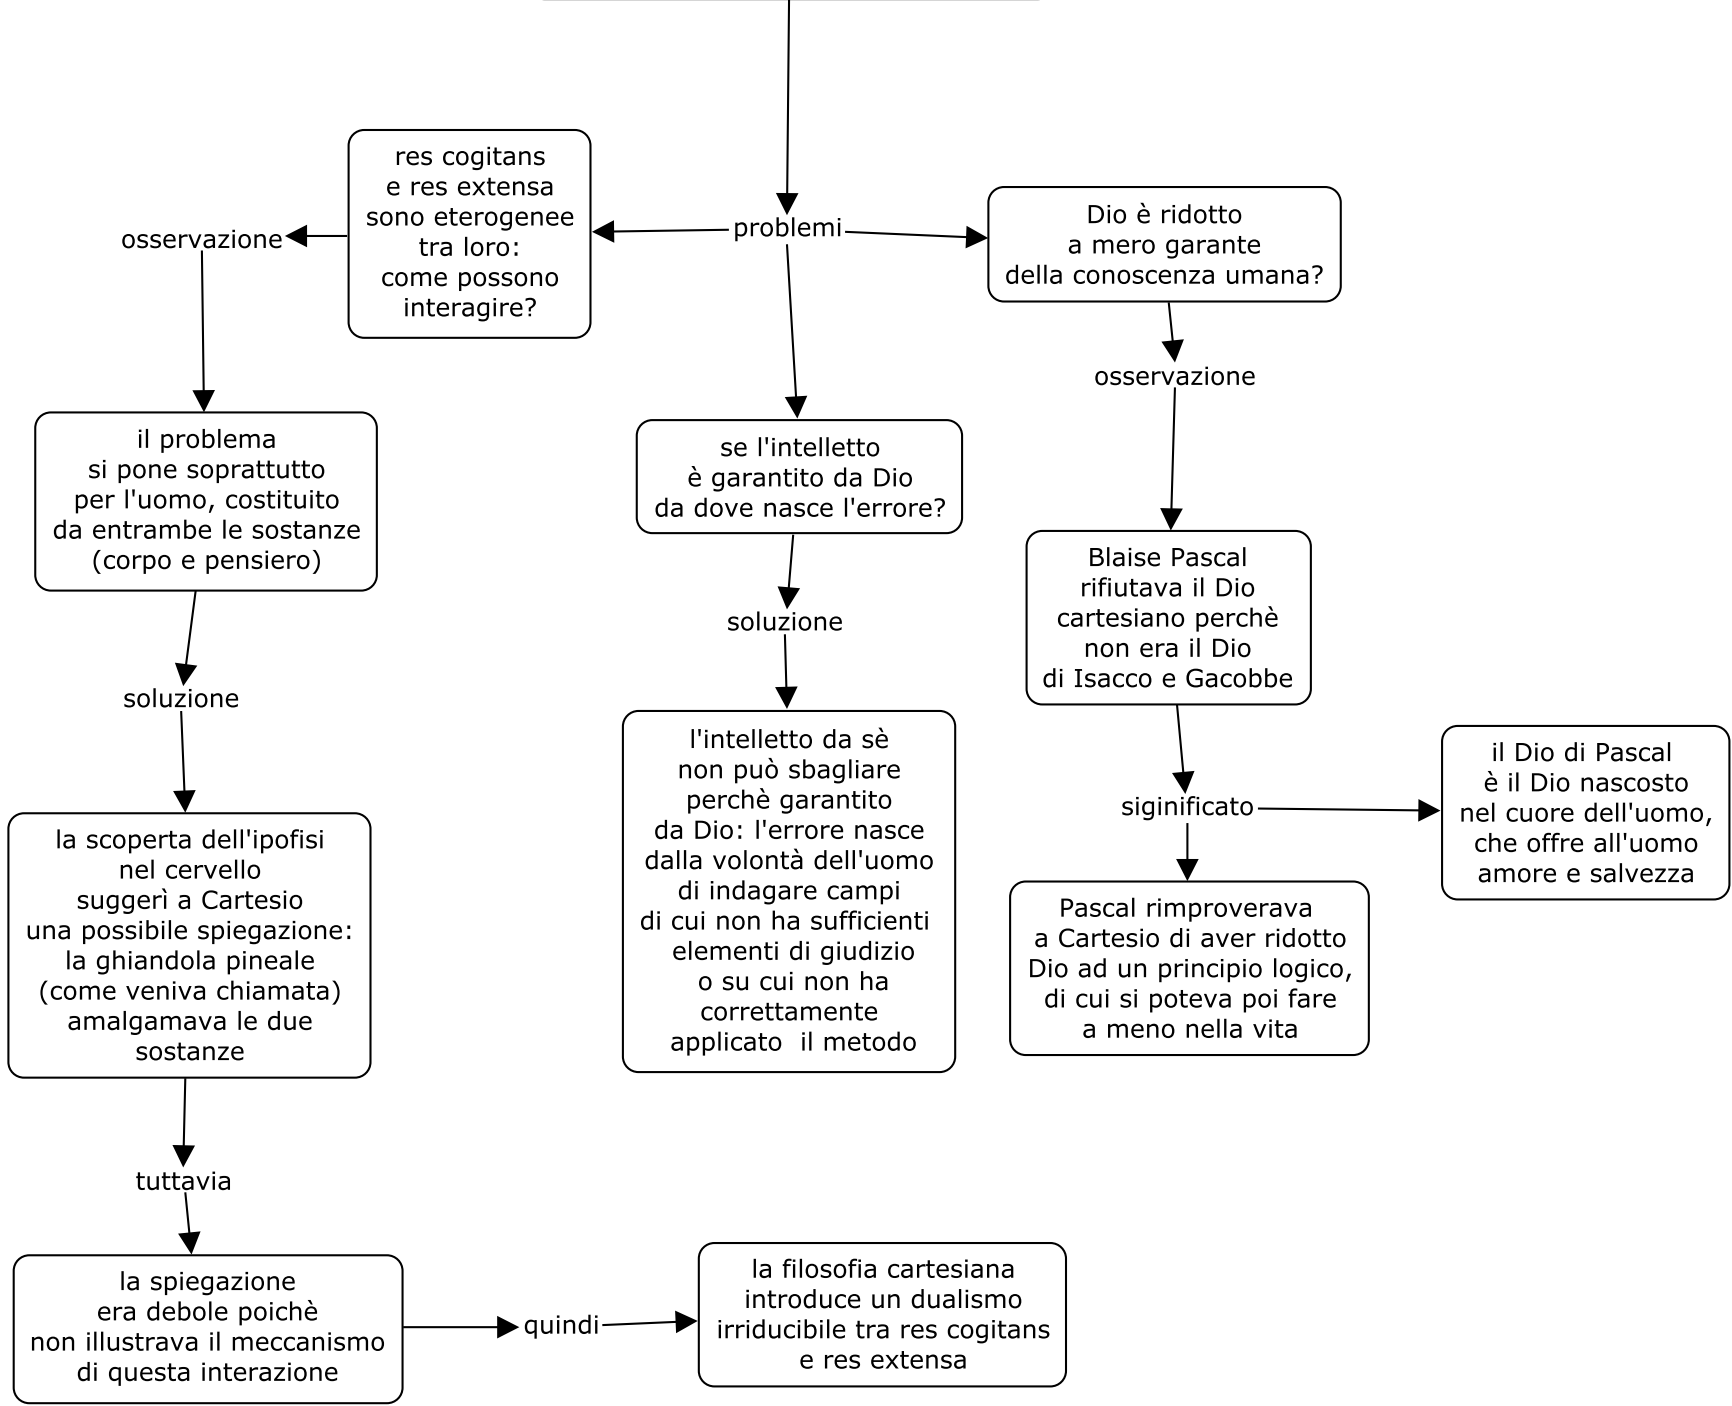 problemi
res cogitans
e res extensa
sono eterogenee
tra loro:
come possono
interagire?
osservazione
il problema
si pone soprattutto
per l'uomo, costituito
da entrambe le sostanze
(corpo e pensiero)
soluzione
la scoperta dell'ipofisi
nel cervello
suggerì a Cartesio
una possibile spiegazione:
la ghiandola pineale
(come veniva chiamata)
amalgamava le due
sostanze
tuttavia
la spiegazione
era debole poichè
non illustrava il meccanismo
di questa interazione
quindi
la filosofia cartesiana
introduce un dualismo
irriducibile tra res cogitans
e res extensa
se l'intelletto
è garantito da Dio
da dove nasce l'errore?
soluzione
l'intelletto da sè
non può sbagliare
perchè garantito
da Dio: l'errore nasce
dalla volontà dell'uomo
di indagare campi
di cui non ha sufficienti
elementi di giudizio
o su cui non ha
correttamente
applicato  il metodo
Dio è ridotto
a mero garante
della conoscenza umana?
osservazione
Blaise Pascal
rifiutava il Dio
cartesiano perchè
non era il Dio
di Isacco e Gacobbe
siginificato
Pascal rimproverava
a Cartesio di aver ridotto
Dio ad un principio logico,
di cui si poteva poi fare
a meno nella vita
il Dio di Pascal
è il Dio nascosto
nel cuore dell'uomo,
che offre all'uomo
amore e salvezza